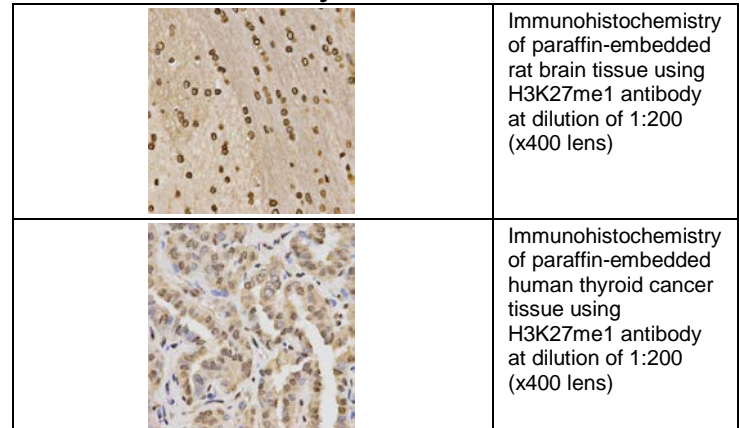 Immunohistochemistry
of paraffin-embedded
rat brain tissue using
H3K27me1 antibody
at dilution of 1:200
(x400 lens)
Immunohistochemistry
of paraffin-embedded
human thyroid cancer
tissue using
H3K27me1 antibody
at dilution of 1:200
(x400 lens)